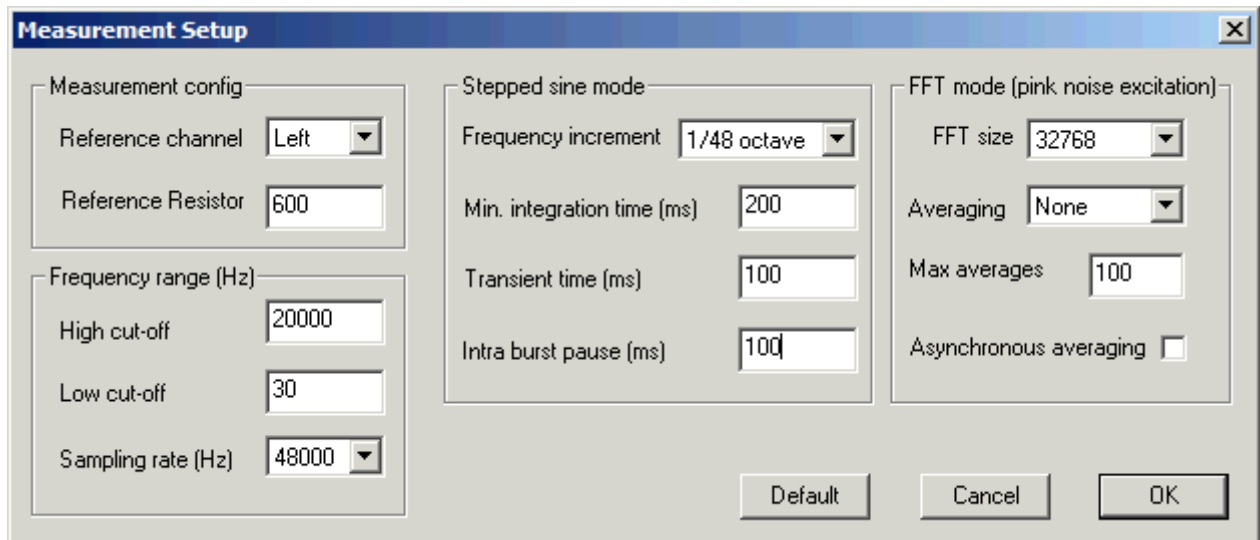 Measurement Setup
Measurement config
Reference channel Left
Reference Resistor 600
Frequency range (Hz)
High cut-off 20000
Low cut-off 30
Sampling rate (Hz) 48000
Stepped sine mode
Frequency increment 1/48 octave
Min. integration time (ms) 200
Transient time (ms) 100
Intra burst pause (ms) 100
FFT mode (pink noise excitation)
FFT size 32768
Averaging None
Max averages 100
Asynchronous averaging
Default Cancel OK